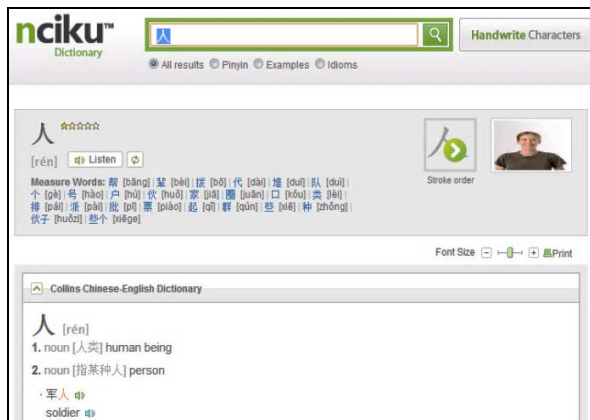 nciku™
Dictionary
人
Handwrite Characters
All results Pinyin Examples Idioms
人
[rén] Listen
Measure Words: 帮 [bāng] | 辈 [bèi] | 拨 [bō] | 代 [dài] | 堆 [duī] | 队 [duì] |
个 [gè] | 号 [hào] | 户 [hù] | 伙 [huǒ] | 家 [jiā] | 圈 [juān] | 口 [kǒu] | 类 [lèi] |
排 [pái] | 派 [pài] | 批 [pī] | 票 [piào] | 起 [qǐ] | 群 [qún] | 些 [xiē] | 种 [zhǒng] |
伙子 [huǒzi] | 些个 [xiēge]
人
Stroke order
Font Size Print
Collins Chinese-English Dictionary
人 [rén]
1. noun [人类] human being
2. noun [指某种人] person
· 军人
soldier